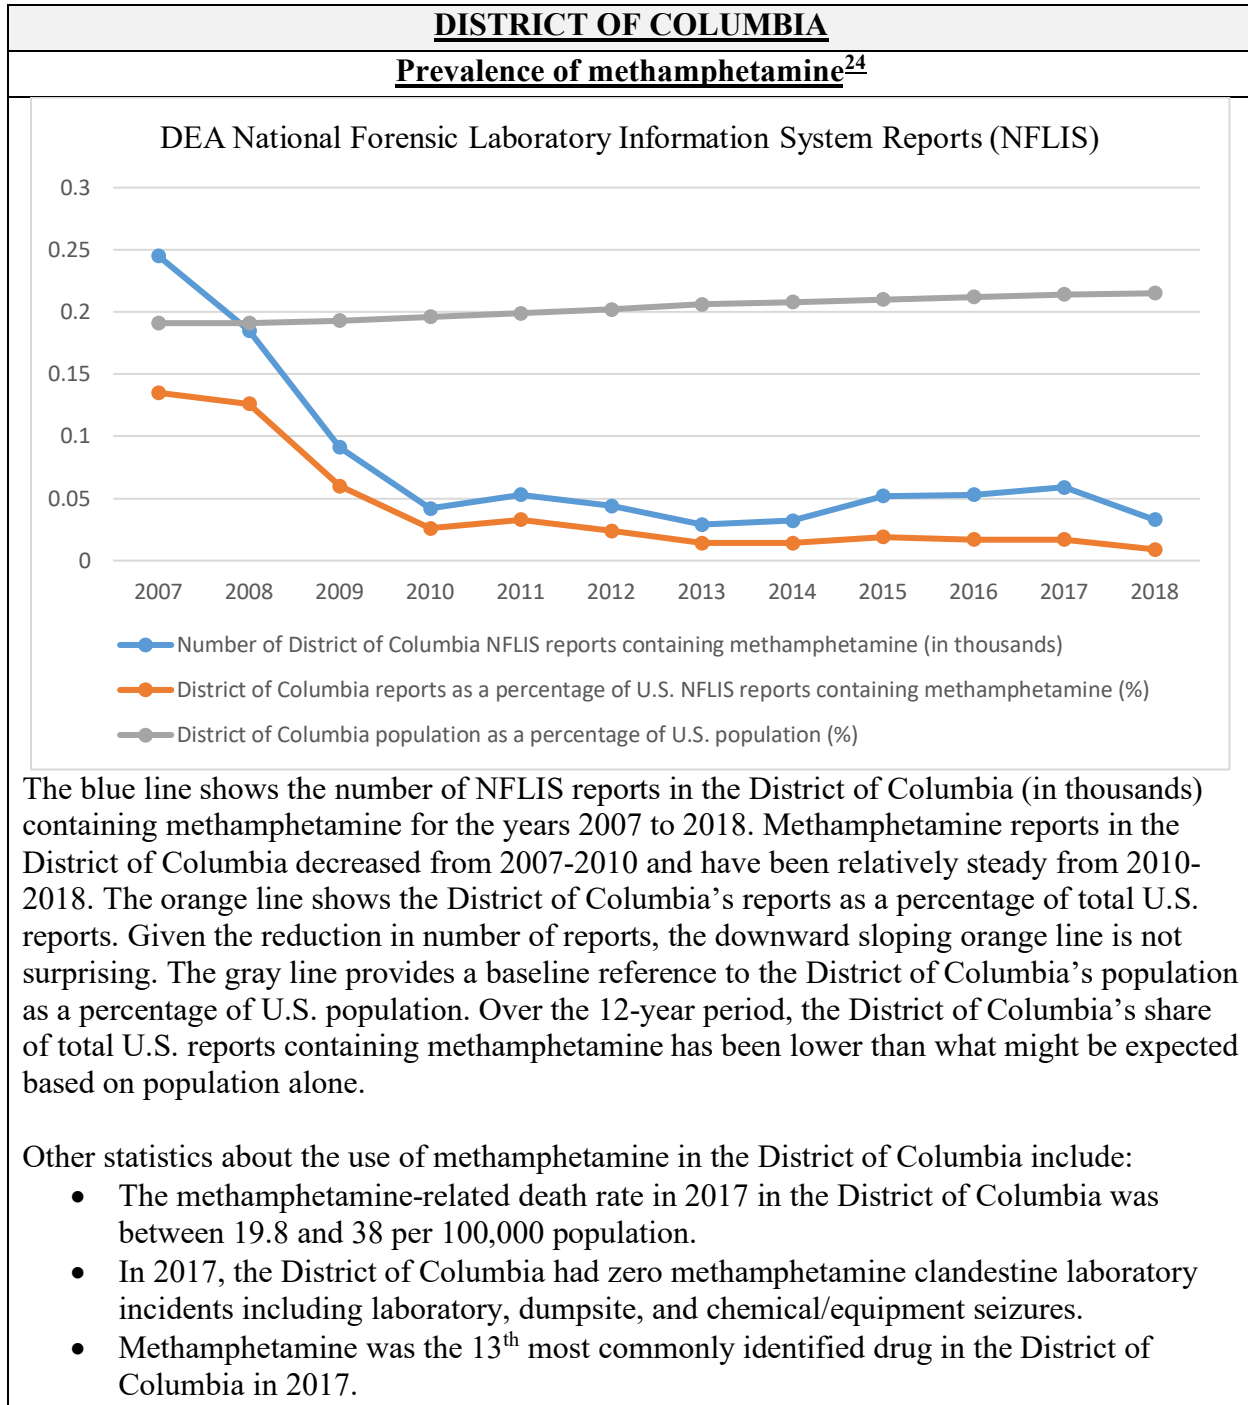 DISTRICT OF COLUMBIA
Prevalence of methamphetamine24
DEA National Forensic Laboratory Information System Reports (NFLIS)
0.3
0.25
0.2
0.15
0.1
0.05
0
2007 2008 2009 2010 2011 2012 2013 2014 2015 2016 2017 2018
Number of District of Columbia NFLIS reports containing methamphetamine (in thousands)
District of Columbia reports as a percentage of U.S. NFLIS reports containing methamphetamine (%)
District of Columbia population as a percentage of U.S. population (%)
The blue line shows the number of NFLIS reports in the District of Columbia (in thousands)
containing methamphetamine for the years 2007 to 2018. Methamphetamine reports in the
District of Columbia decreased from 2007-2010 and have been relatively steady from 2010-
2018. The orange line shows the District of Columbia’s reports as a percentage of total U.S.
reports. Given the reduction in number of reports, the downward sloping orange line is not
surprising. The gray line provides a baseline reference to the District of Columbia’s population
as a percentage of U.S. population. Over the 12-year period, the District of Columbia’s share
of total U.S. reports containing methamphetamine has been lower than what might be expected
based on population alone.
Other statistics about the use of methamphetamine in the District of Columbia include:
• The methamphetamine-related death rate in 2017 in the District of Columbia was
between 19.8 and 38 per 100,000 population.
• In 2017, the District of Columbia had zero methamphetamine clandestine laboratory
incidents including laboratory, dumpsite, and chemical/equipment seizures.
• Methamphetamine was the 13th most commonly identified drug in the District of
Columbia in 2017.